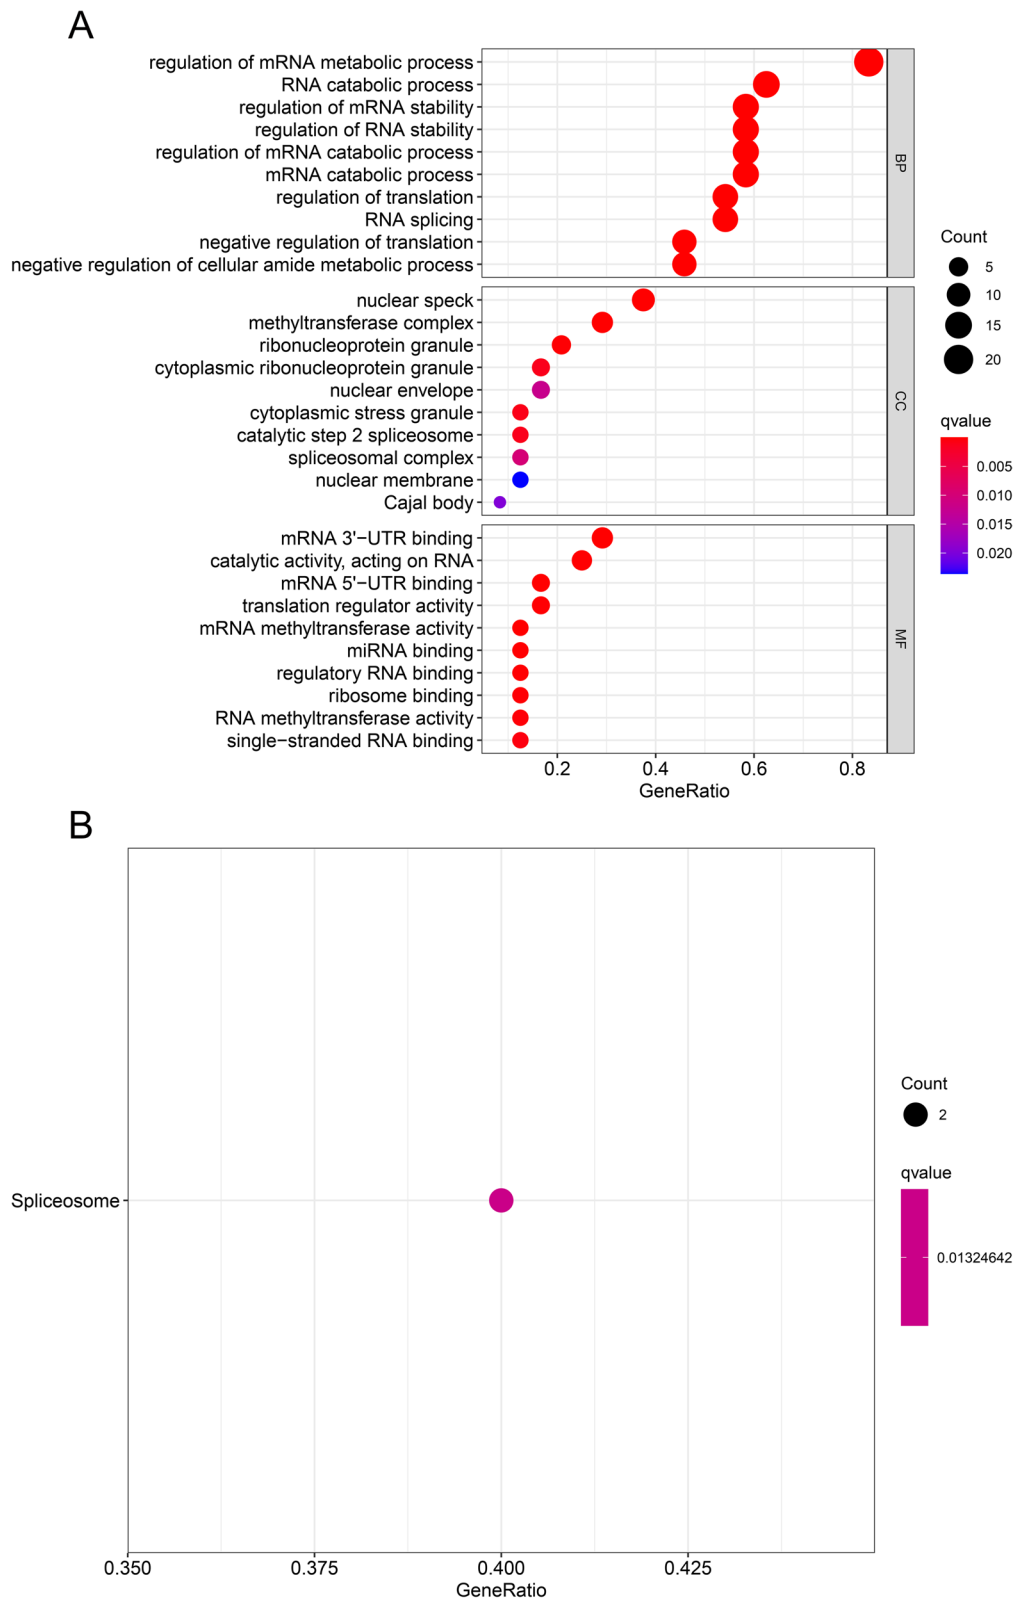 A
regulation of mRNA metabolic process
RNA catabolic process
regulation of mRNA stability
regulation of RNA stability
regulation of mRNA catabolic process
mRNA catabolic process
regulation of translation
RNA splicing
negative regulation of translation
negative regulation of cellular amide metabolic process
BP
nuclear speck
methyltransferase complex
ribonucleoprotein granule
cytoplasmic ribonucleoprotein granule
nuclear envelope
cytoplasmic stress granule
catalytic step 2 spliceosome
spliceosomal complex
nuclear membrane
Cajal body
CC
mRNA 3'−UTR binding
catalytic activity, acting on RNA
mRNA 5'−UTR binding
translation regulator activity
mRNA methyltransferase activity
miRNA binding
regulatory RNA binding
ribosome binding
RNA methyltransferase activity
single−stranded RNA binding
MF
0.2 0.4 0.6 0.8
GeneRatio
Count
5
10
15
20
qvalue
0.005
0.010
0.015
0.020
B
Spliceosome
0.350 0.375 0.400 0.425
GeneRatio
Count
2
qvalue
0.01324642